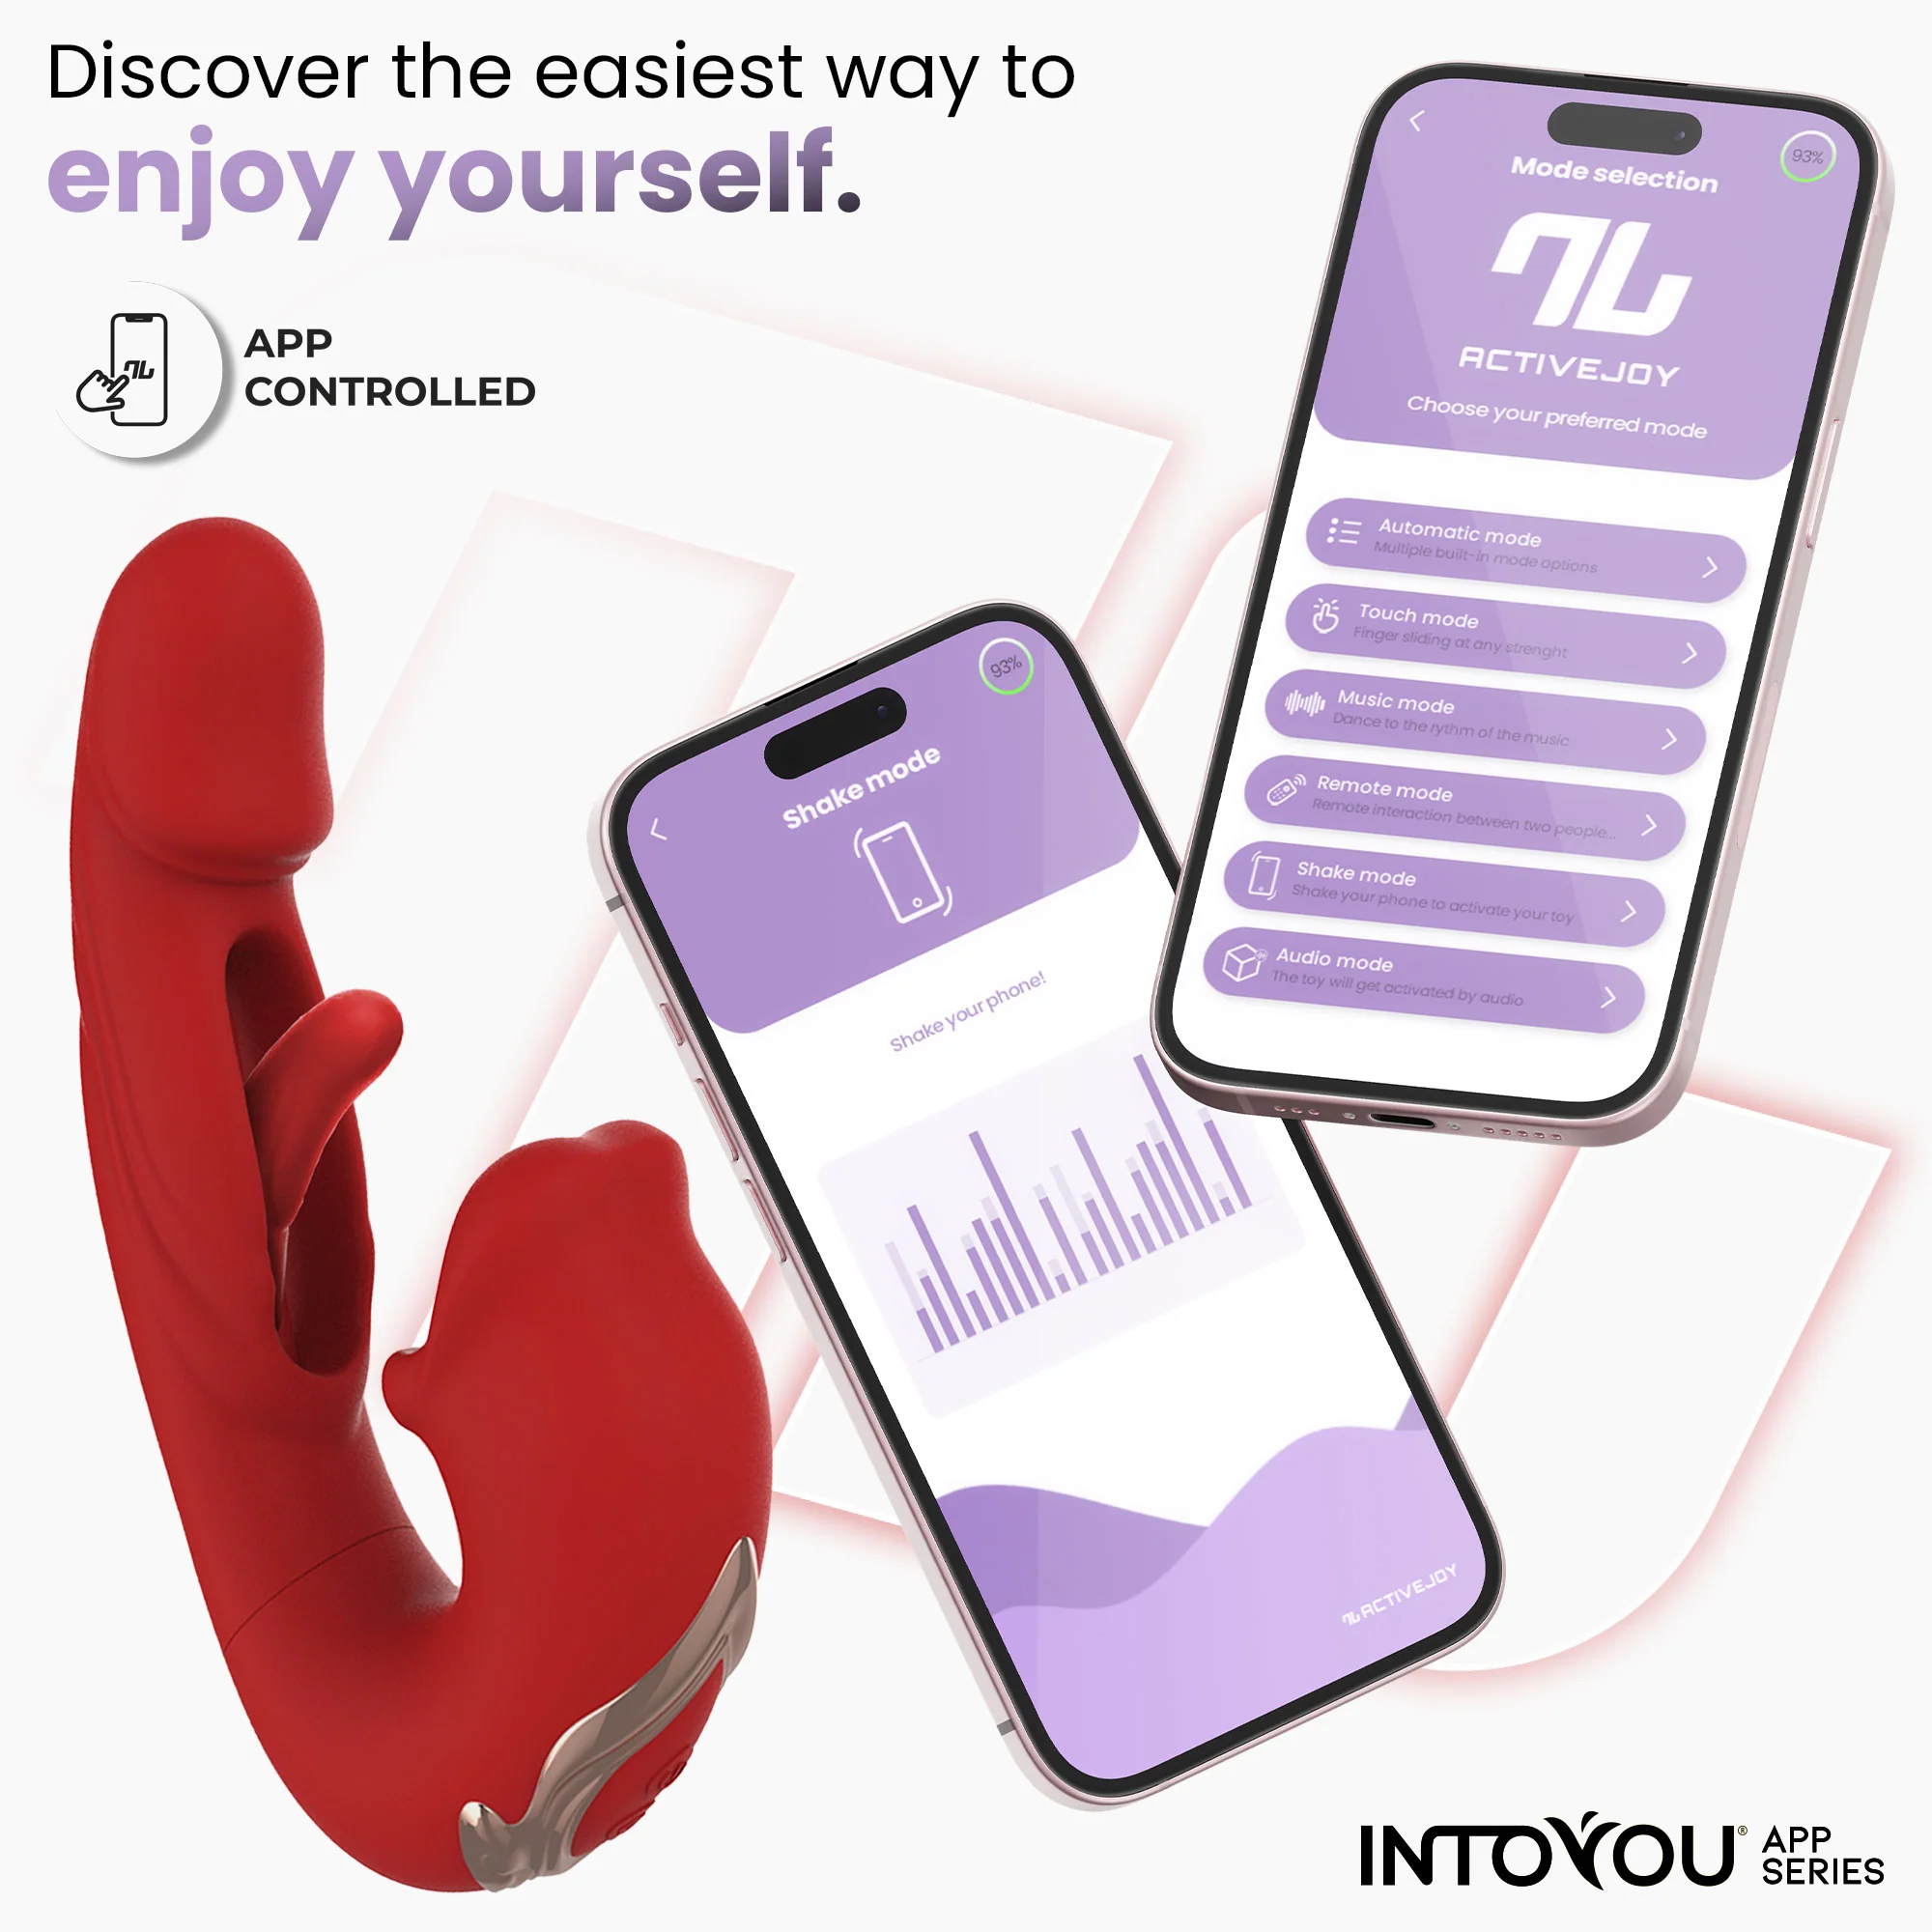 Discover the easiest way to
enjoy yourself.
APP
CONTROLLED
93%
Mode selection
ACTIVEJOY
Choose your preferred mode
Automatic mode
Multiple built-in mode options
Touch mode
Finger sliding at any strenght
Music mode
Dance to the rythm of the music
Remote mode
Remote interaction between two people...
Shake mode
Shake your phone to activate your toy
Audio mode
The toy will get activated by audio
93%
Shake mode
Shake your phone!
ACTIVEJOY
INTOYOU® APP
SERIES